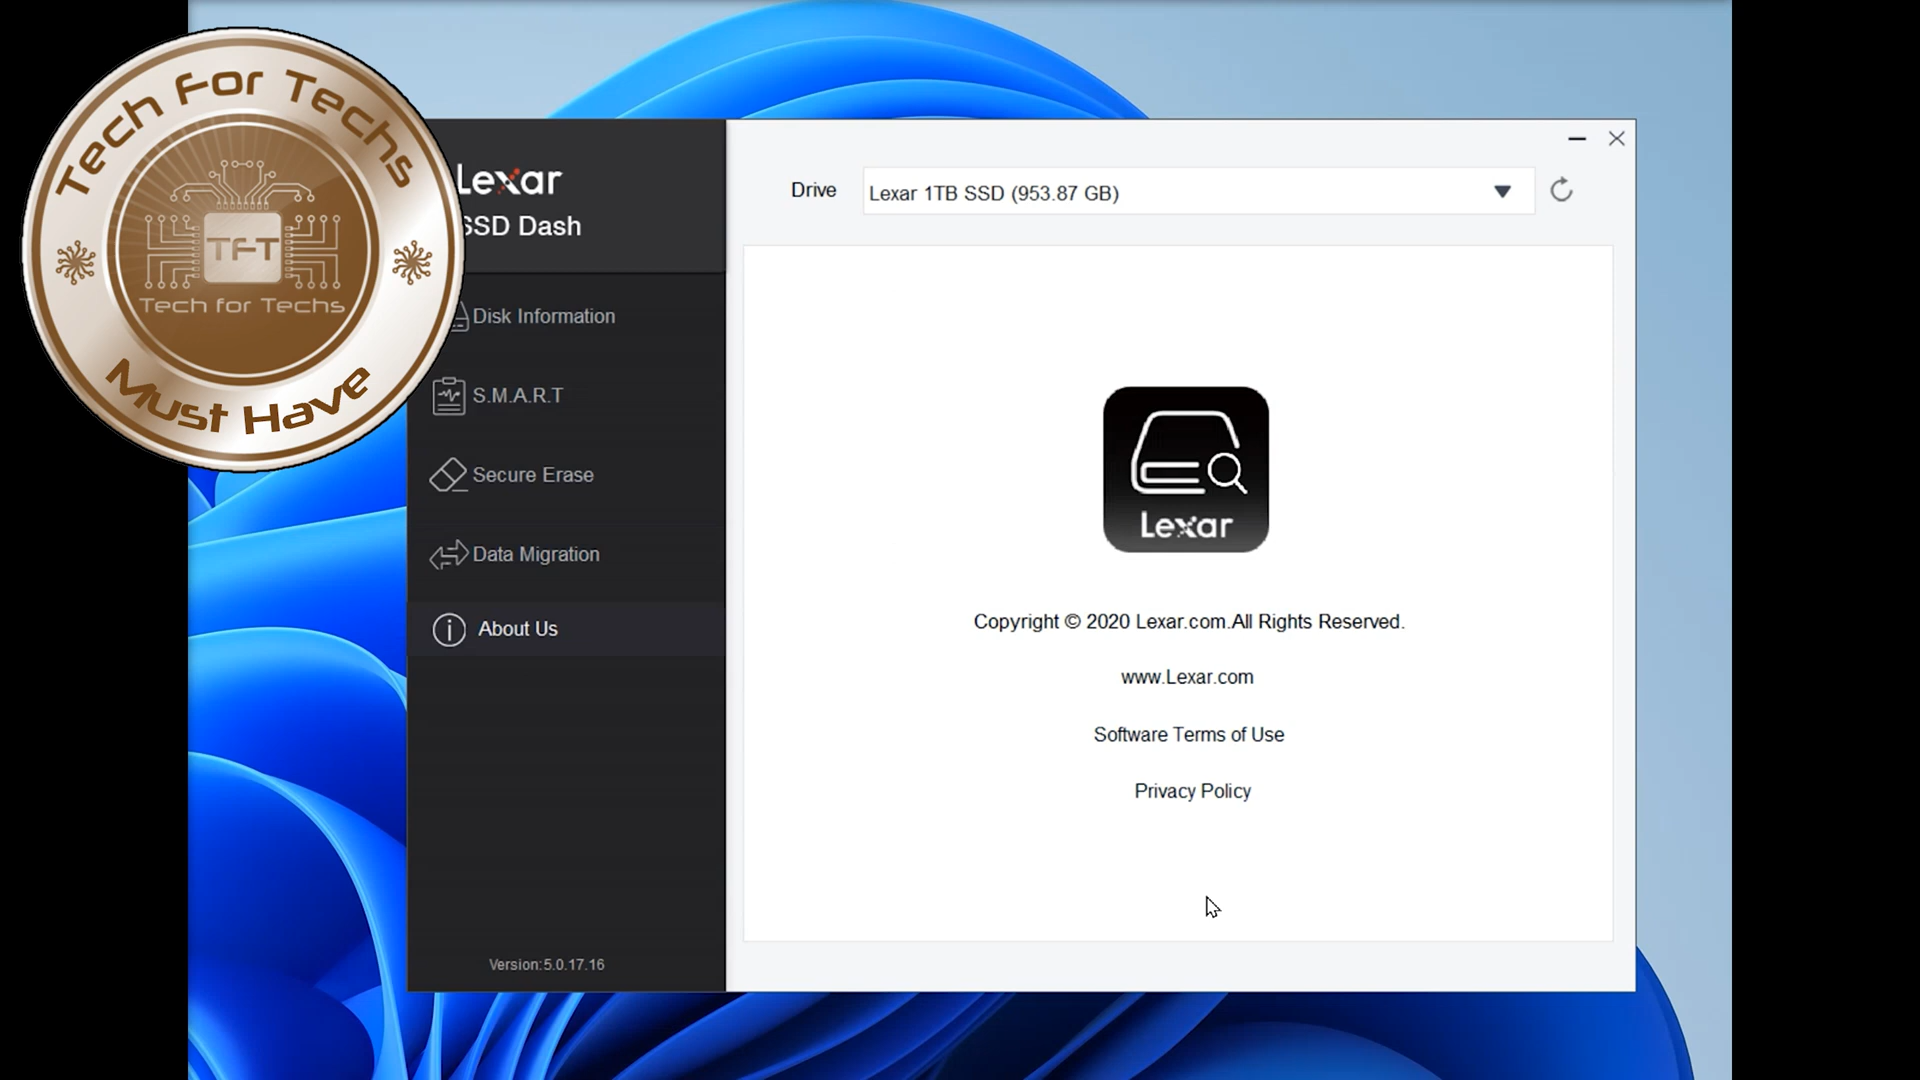 Tech For Techs
TFT
Tech for Techs
Must Have
Lexar
SSD Dash
Disk Information
S.M.A.R.T
Secure Erase
Data Migration
About Us
Version:5.0.17.16
Drive
Lexar 1TB SSD (953.87 GB)
Lexar
Copyright © 2020 Lexar.com.All Rights Reserved.
www.Lexar.com
Software Terms of Use
Privacy Policy